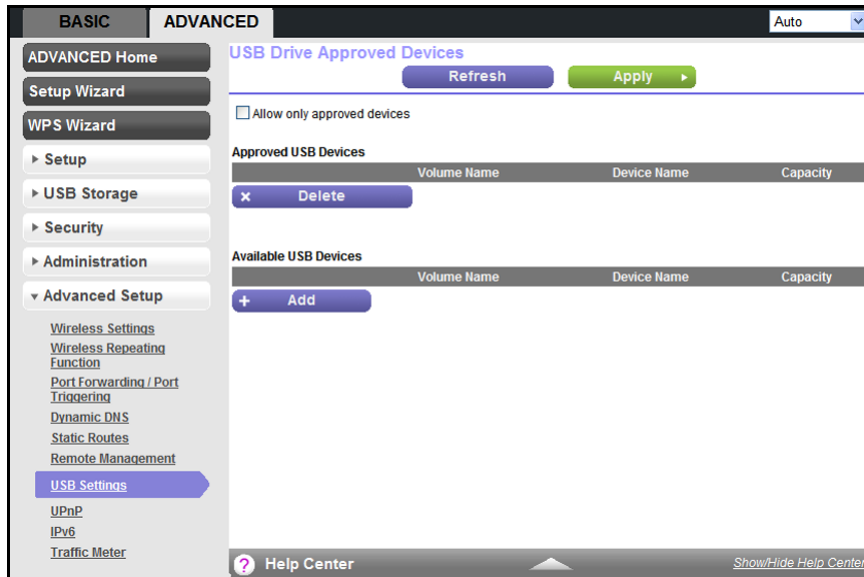 BASIC
ADVANCED
Auto
ADVANCED Home
Setup Wizard
WPS Wizard
Setup
USB Storage
Security
Administration
Advanced Setup
Wireless Settings
Wireless Repeating
Function
Port Forwarding / Port
Triggering
Dynamic DNS
Static Routes
Remote Management
USB Settings
UPnP
IPv6
Traffic Meter
USB Drive Approved Devices
Refresh
Apply
Allow only approved devices
Approved USB Devices
Volume Name Device Name Capacity
Delete
Available USB Devices
Volume Name Device Name Capacity
Add
? Help Center
Show/Hide Help Center